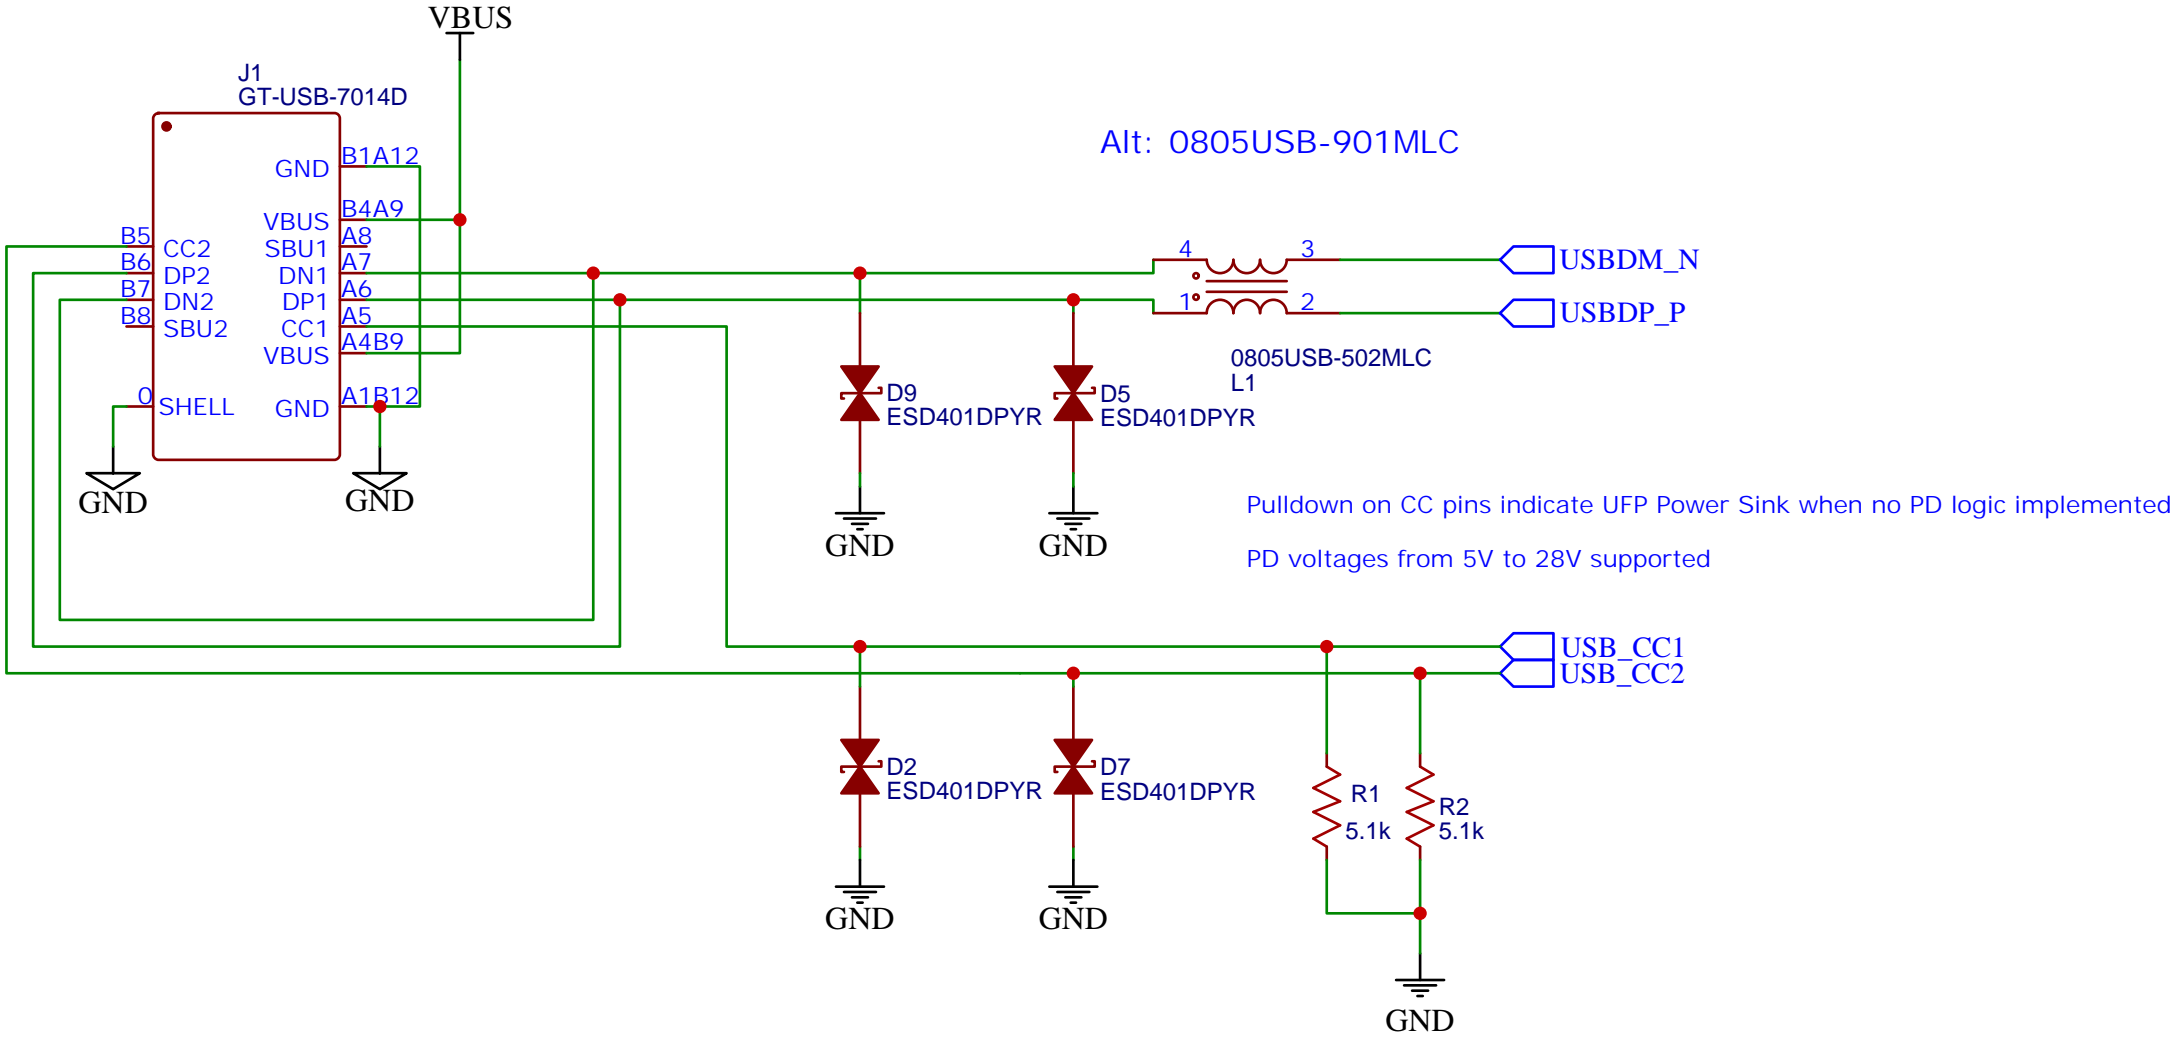 VBUS
J1
GT-USB-7014D
Alt: 0805USB-901MLC
GND
B1A12
VBUS
B4A9
B5
CC2
SBU1
A8
B6
DP2
DN1
A7
B7
DN2
DP1
A6
B8
SBU2
CC1
A5
VBUS
A4B9
0
SHELL
GND
A1B12
GND
GND
4
3
USBDM_N
1
2
USBDP_P
0805USB-502MLC
L1
D9
ESD401DPYR
D5
ESD401DPYR
GND
GND
Pulldown on CC pins indicate UFP Power Sink when no PD logic implemented
PD voltages from 5V to 28V supported
USB_CC1
USB_CC2
D2
ESD401DPYR
D7
ESD401DPYR
R1
5.1k
R2
5.1k
GND
GND
GND